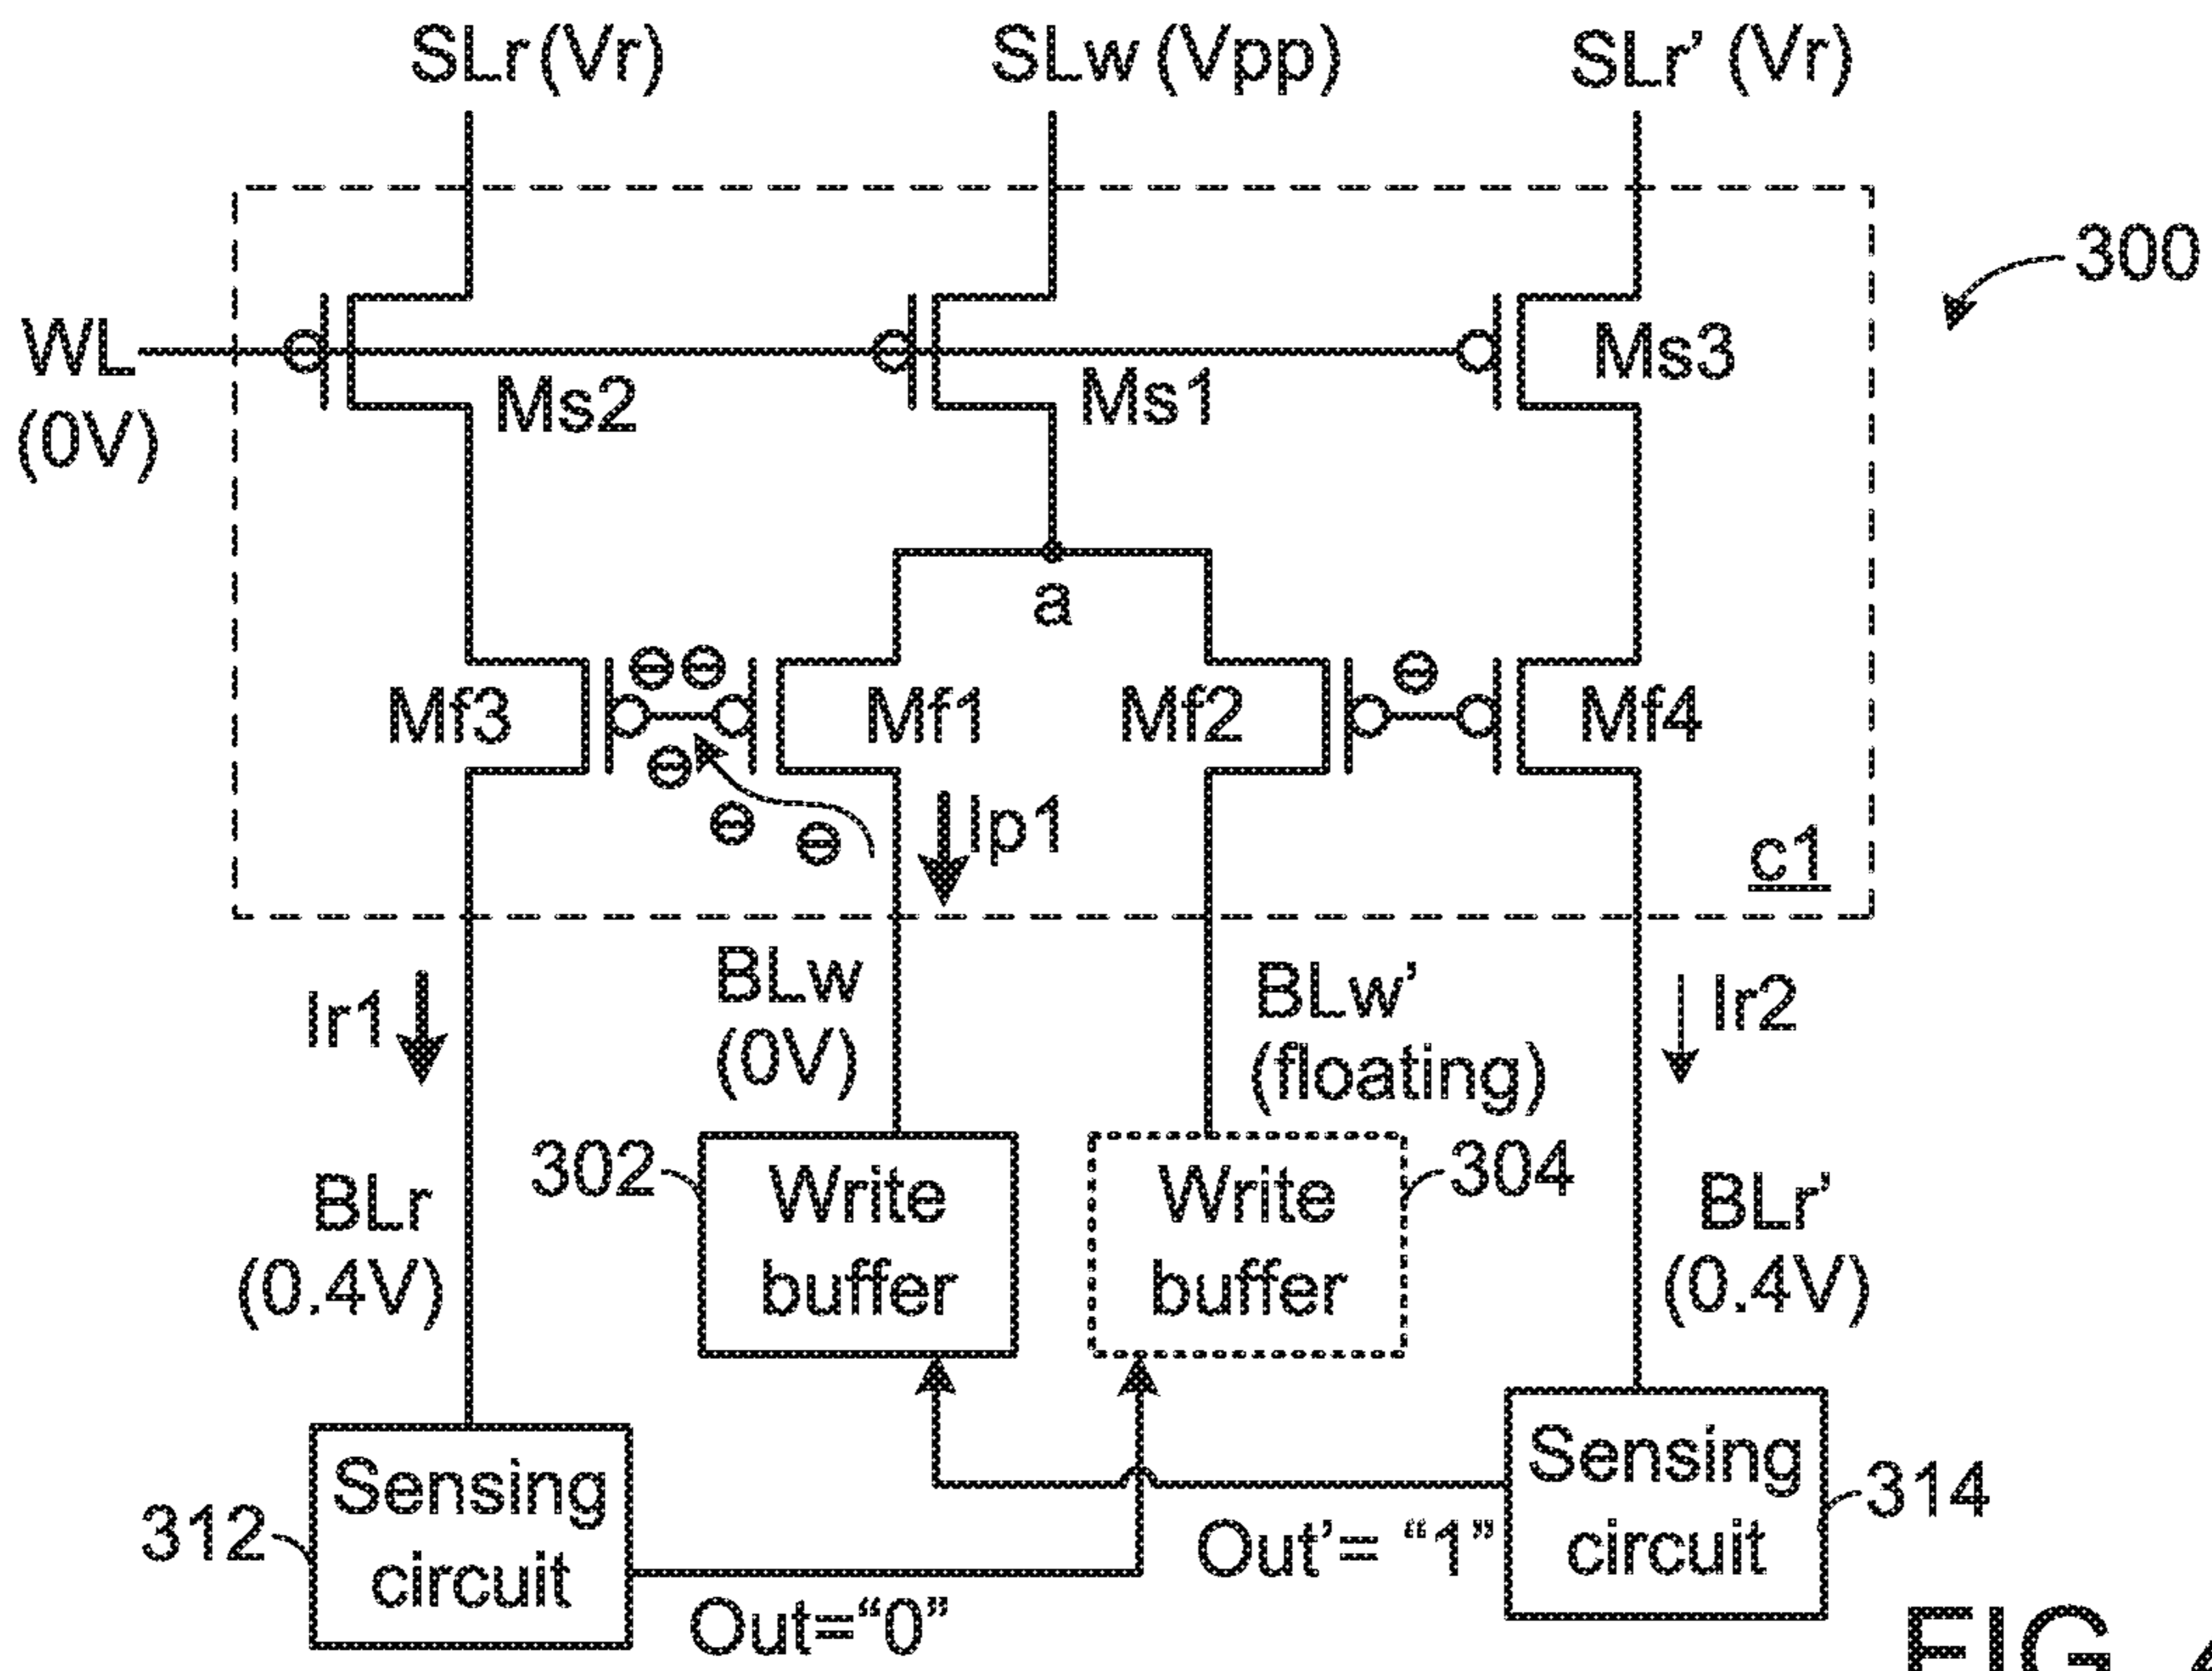 SLr (Vr)
SLw (Vpp)
SLr’ (Vr)
300
WL
(0V)
Ms2
Ms1
Ms3
a
Mf3
Mf1
Mf2
Mf4
Ip1
c1
Ir1
BLw
(0V)
BLw’
(floating)
Ir2
302
Write
buffer
Write
buffer
304
BLr
(0.4V)
BLr’
(0.4V)
312
Sensing
circuit
Sensing
circuit
314
Out’= “1”
Out=“0”
FIG.